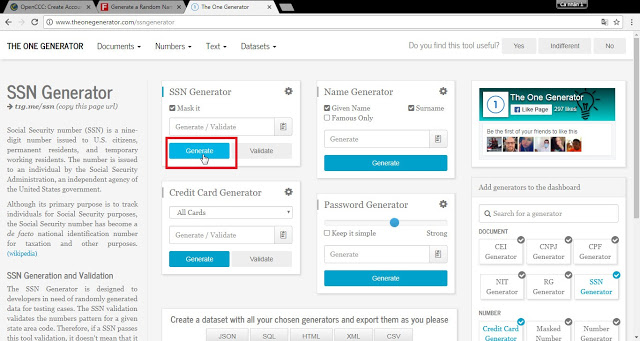 OpenCCC: Create Account
Generate a Random Na
The One Generator
www.theonegenerator.com/ssngenerator
THE ONE GENERATOR
Documents
Numbers
Text
Datasets
Do you find this tool useful?
Yes
Indifferent
No
SSN Generator
tsg.me/ssn (copy this page url)
Social Security number (SSN) is a nine-
digit number issued to U.S. citizens,
permanent residents, and temporary
working residents. The number is issued
to an individual by the Social Security
Administration, an independent agency of
the United States government.
Although its primary purpose is to track
individuals for Social Security purposes,
the Social Security number has become a
de facto national identification number
for taxation and other purposes.
(wikipedia)
SSN Generation and Validation
The SSN Generator is designed to
developers in need of randomly generated
data for testing cases. The SSN validation
validates the numbers pattern for a given
state area code. Therefore, if a SSN passes
this tool validation, it doesn't mean that it
SSN Generator
Mask it
Generate / Validate
Generate
Validate
Credit Card Generator
All Cards
Generate / Validate
Generate
Validate
Name Generator
Given Name
Surname
Famous Only
Generate
Generate
Password Generator
Keep it simple
Strong
Generate
Generate
Create a dataset with all your chosen generators and export them as you please
JSON
SQL
HTML
XML
CSV
The One Generator
Like Page
297 likes
Be the first of your friends to like this
Add generators to the dashboard
Search for a generator
DOCUMENT
CEI
Generator
CNPJ
Generator
CPF
Generator
NIT
Generator
RG
Generator
SSN
Generator
NUMBER
Credit Card
Generator
Masked
Number
Number
Generator